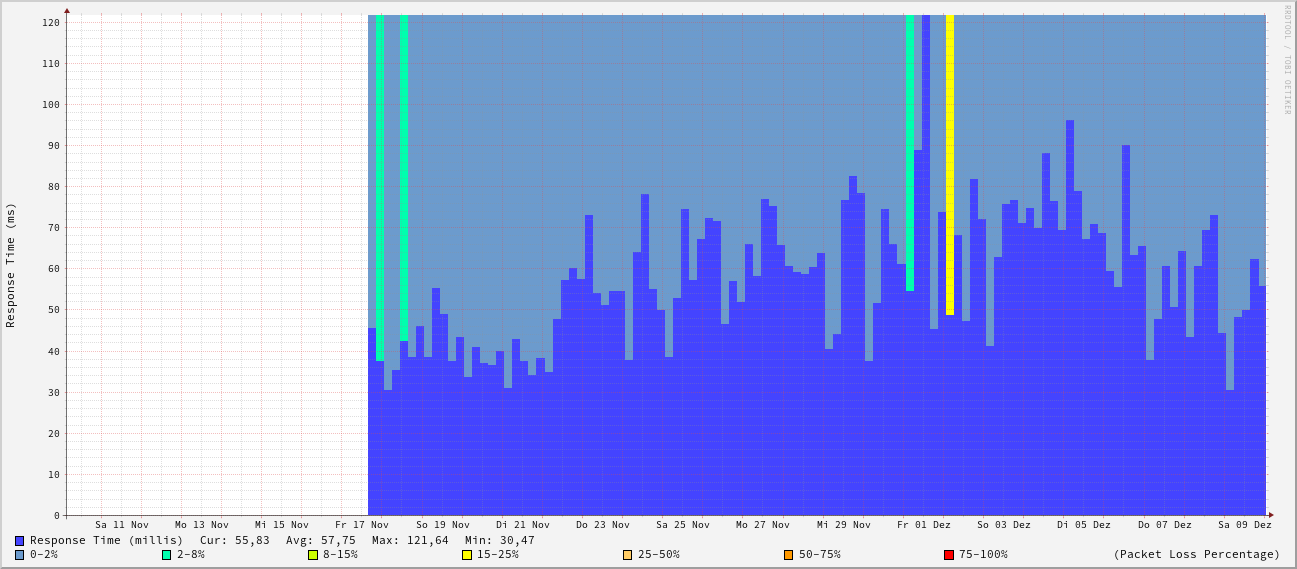 RRDTOOL / TOBI OETIKER
Response Time (ms)
120
110
100
90
80
70
60
50
40
30
20
10
0
Sa 11 Nov Mo 13 Nov Mi 15 Nov Fr 17 Nov So 19 Nov Di 21 Nov Do 23 Nov Sa 25 Nov Mo 27 Nov Mi 29 Nov Fr 01 Dez So 03 Dez Di 05 Dez Do 07 Dez Sa 09 Dez
Response Time (millis) Cur: 55,83 Avg: 57,75 Max: 121,64 Min: 30,47
0-2% 2-8% 8-15% 15-25% 25-50% 50-75% 75-100% (Packet Loss Percentage)